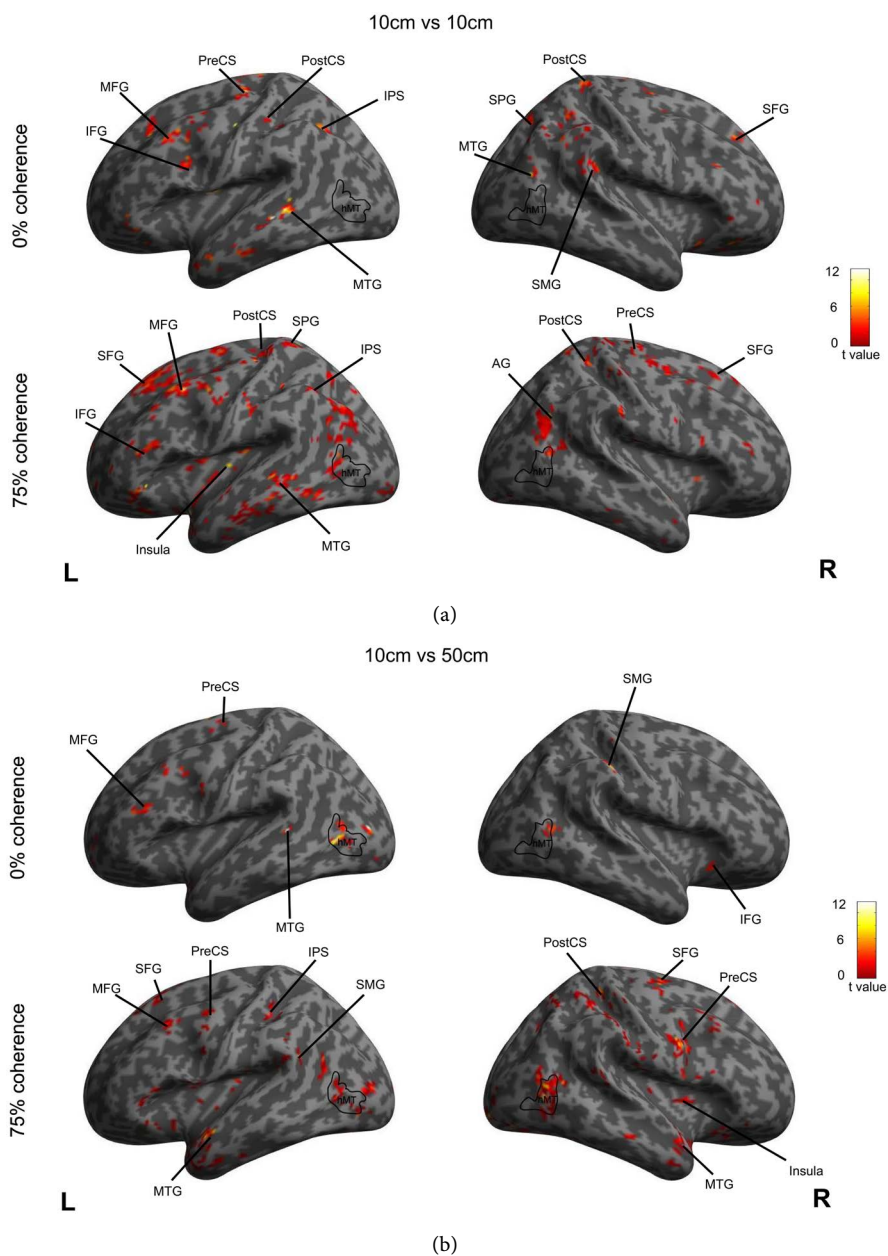 10cm vs 10cm
0% coherence
PreCS
PostCS
MFG
IPS
IFG
hMT
MTG
PostCS
SPG
SFG
MTG
hMT
SMG
12
6
0
t value
75% coherence
PostCS
SPG
MFG
SFG
IPS
IFG
hMT
Insula
MTG
PreCS
PostCS
SFG
AG
hMT
L
R
(a)
10cm vs 50cm
0% coherence
PreCS
MFG
hMT
MTG
SMG
hMT
IFG
12
6
0
t value
75% coherence
PreCS
IPS
SFG
MFG
SMG
hMT
MTG
PostCS
SFG
PreCS
hMT
Insula
MTG
L
R
(b)